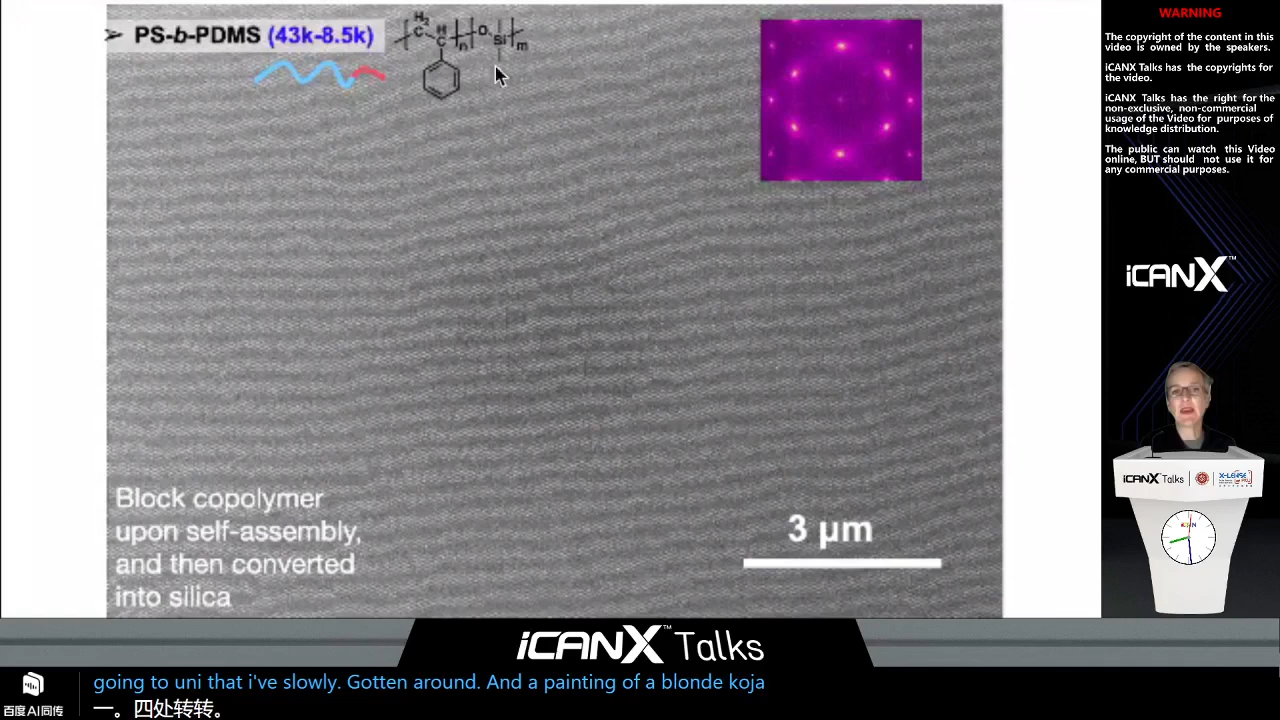 ➢ PS-b-PDMS (43k-8.5k)
H2
C
H
C
n
O
Si
m
Block copolymer
upon self-assembly,
and then converted
into silica
3 μm
WARNING
The copyright of the content in this
video is owned by the speakers.
iCANX Talks has the copyrights for
the video.
iCANX Talks has the right for the
non-exclusive, non-commercial
usage of the Video for purposes of
knowledge distribution.
The public can watch this Video
online, BUT should not use it for
any commercial purposes.
iCANX™
iCANX Talks
X-LENSE
iCANX™ Talks
going to uni that i've slowly. Gotten around. And a painting of a blonde koja
百度AI同传
一。四处转转。